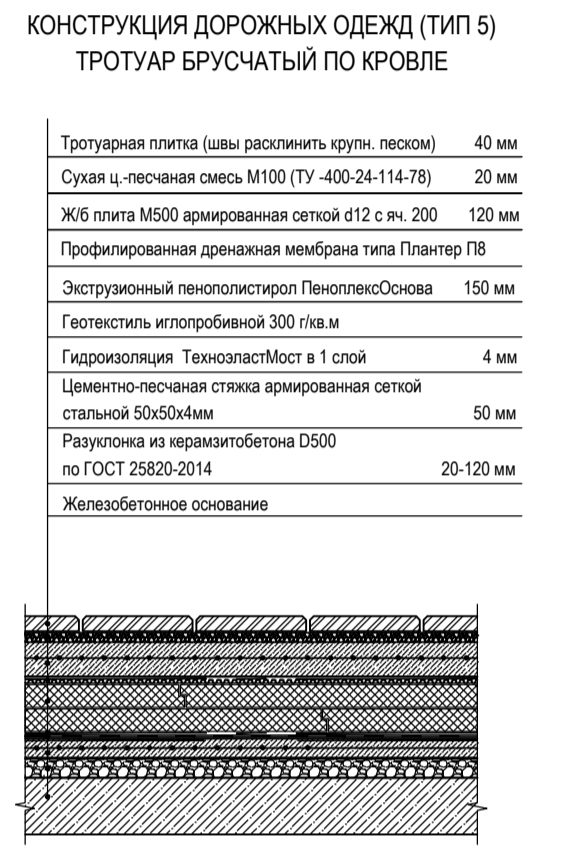 КОНСТРУКЦИЯ ДОРОЖНЫХ ОДЕЖД (ТИП 5)
ТРОТУАР БРУСЧАТЫЙ ПО КРОВЛЕ
Тротуарная плитка (швы расклинить крупн. песком) 40 мм
Сухая ц.-песчаная смесь М100 (ТУ -400-24-114-78) 20 мм
Ж/б плита М500 армированная сеткой d12 с яч. 200 120 мм
Профилированная дренажная мембрана типа Плантер П8
Экструзионный пенополистирол ПеноплексОснова 150 мм
Геотекстиль иглопробивной 300 г/кв.м
Гидроизоляция ТехноэластМост в 1 слой 4 мм
Цементно-песчаная стяжка армированная сеткой
стальной 50х50х4мм 50 мм
Разуклонка из керамзитобетона D500
по ГОСТ 25820-2014 20-120 мм
Железобетонное основание